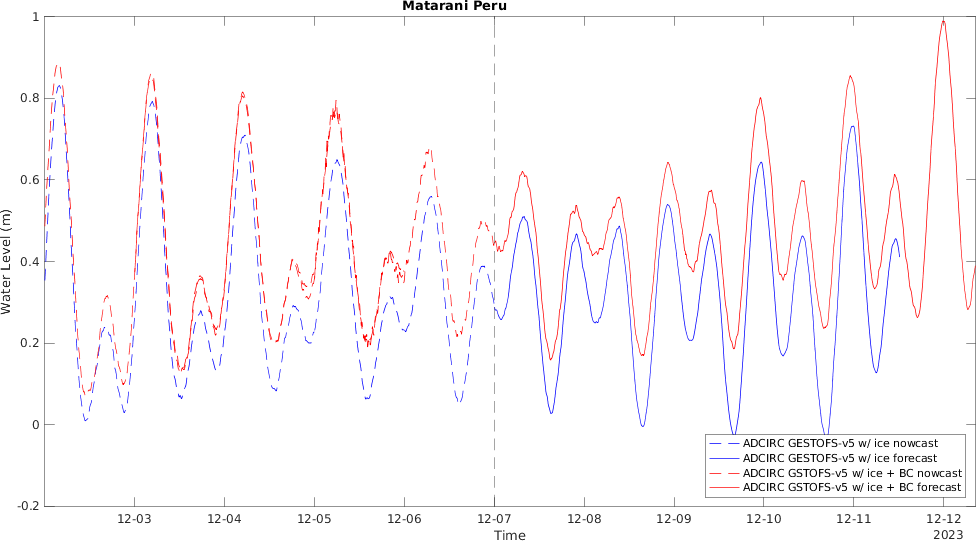 Matarani Peru
Water Level (m)
1
0.8
0.6
0.4
0.2
0
-0.2
12-03
12-04
12-05
12-06
12-07
12-08
12-09
12-10
12-11
12-12
Time
2023
ADCIRC GESTOFS-v5 w/ ice nowcast
ADCIRC GESTOFS-v5 w/ ice forecast
ADCIRC GSTOFS-v5 w/ ice + BC nowcast
ADCIRC GSTOFS-v5 w/ ice + BC forecast